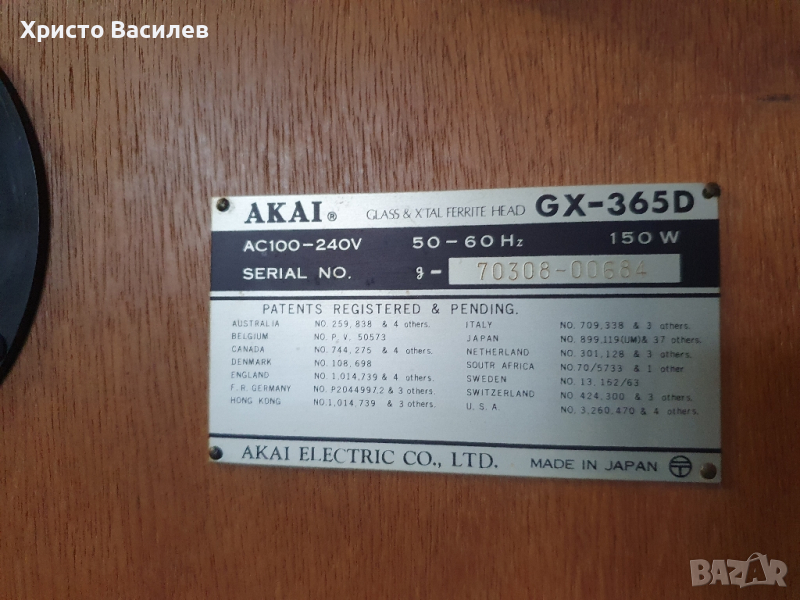 Христо Василев
AKAI® GLASS & X'TAL FERRITE HEAD GX-365D
AC100-240V 50-60Hz 150W
SERIAL NO. g- 70308-00684
PATENTS REGISTERED & PENDING.
AUSTRALIA NO. 259,838 & 4 others.
BELGIUM NO. P. V. 50573
CANADA NO. 744,275 & 4 others.
DENMARK NO. 108,698
ENGLAND NO. 1,014,739 & 4 others.
F. R. GERMANY NO. P2044997.2 & 3 others.
HONG KONG NO. 1,014,739 & 3 others.
ITALY NO. 709,338 & 3 others.
JAPAN NO. 899,119(UM)& 37 others.
NETHERLAND NO. 301,128 & 3 others.
SOUTH AFRICA NO. 70/5733 & 1 other
SWEDEN NO. 13.162/63
SWITZERLAND NO. 424,300 & 3 others.
U. S. A. NO. 3,260,470 & 4 others.
AKAI ELECTRIC CO., LTD. MADE IN JAPAN
BAZAR